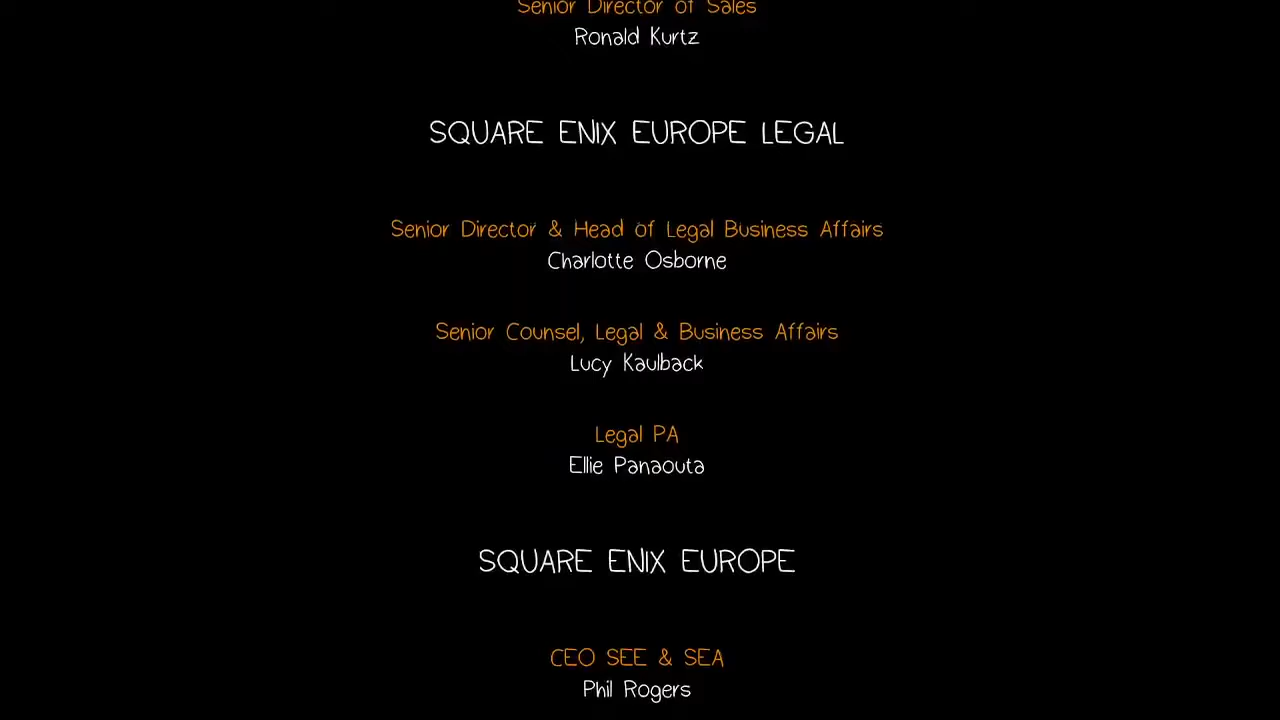 Senior Director of Sales
Ronald Kurtz
SQUARE ENIX EUROPE LEGAL
Senior Director & Head of Legal Business Affairs
Charlotte Osborne
Senior Counsel, Legal & Business Affairs
Lucy Kaulback
Legal PA
Ellie Panaouta
SQUARE ENIX EUROPE
CEO SEE & SEA
Phil Rogers